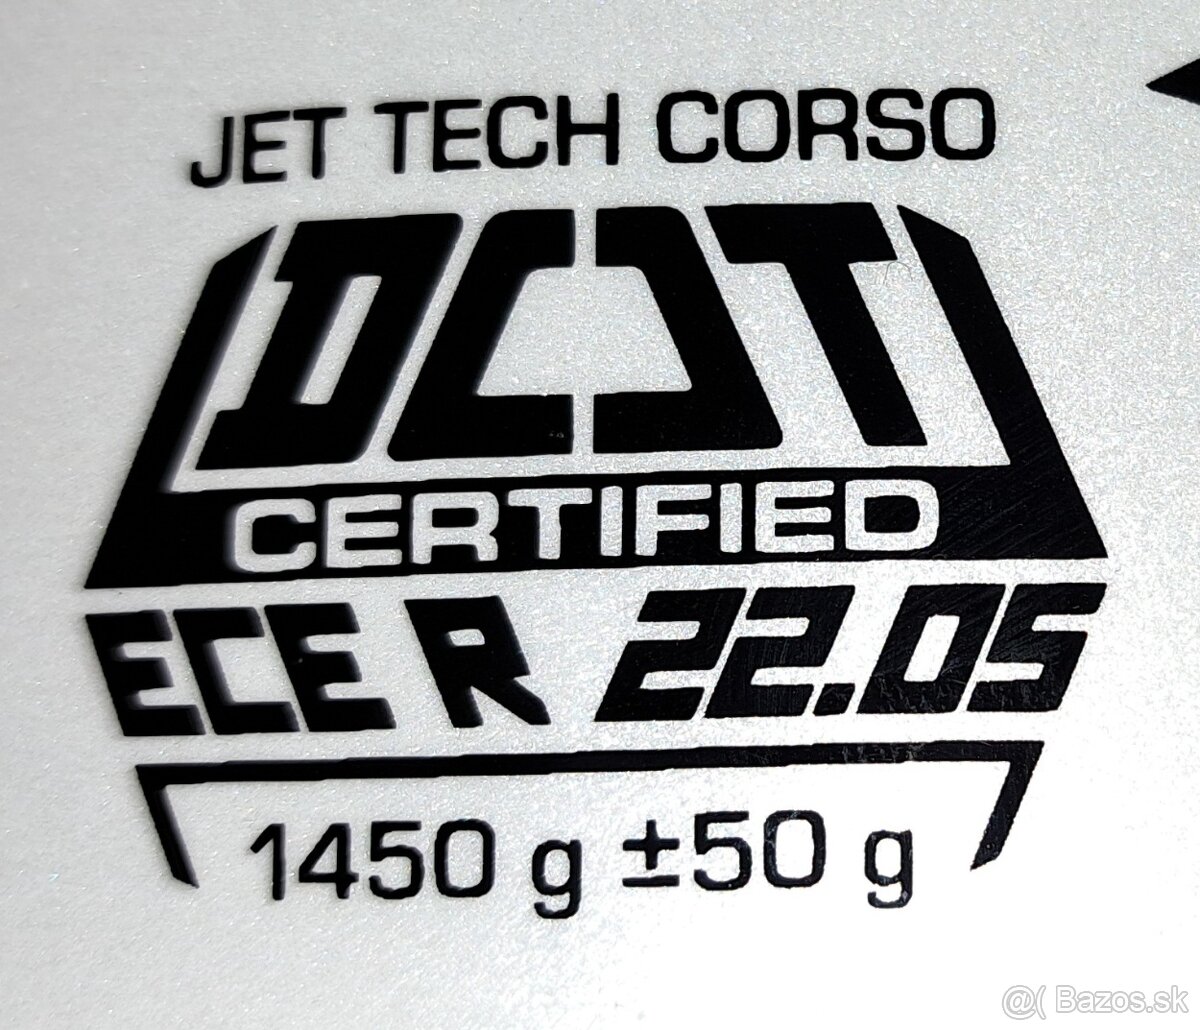 JET TECH CORSO
DOT
CERTIFIED
ECE R 22.05
1450 g ±50 g
@( Bazos.sk